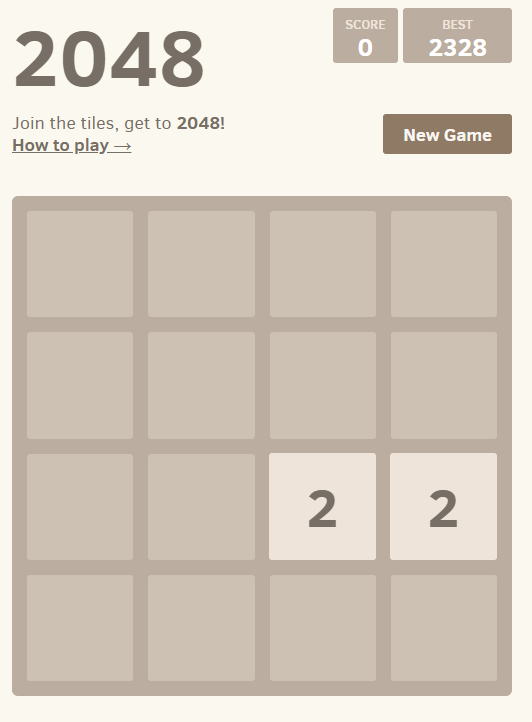 2048
SCORE
0
BEST
2328
Join the tiles, get to 2048!
How to play →
New Game
2 2